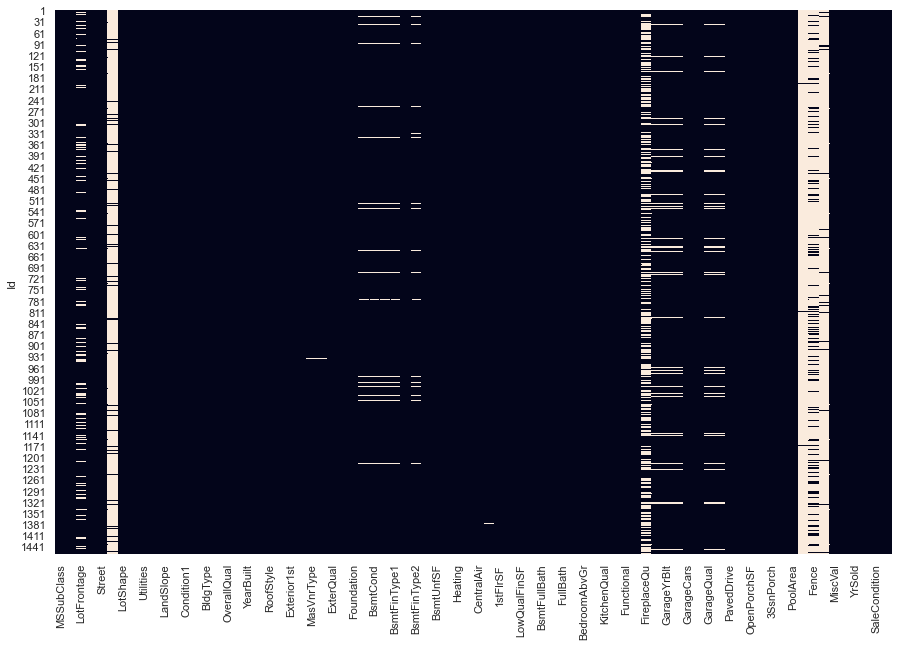 1
31
61
91
121
151
181
211
241
271
301
331
361
391
421
451
481
511
541
571
601
631
661
691
721
751
781
811
841
871
901
931
961
991
1021
1051
1081
1111
1141
1171
1201
1231
1261
1291
1321
1351
1381
1411
1441
Id
MSSubClass
LotFrontage
Street
LotShape
Utilities
LandSlope
Condition1
BldgType
OverallQual
YearBuilt
RoofStyle
Exterior1st
MasVnrType
ExterQual
Foundation
BsmtCond
BsmtFinType1
BsmtFinType2
BsmtUnfSF
Heating
CentralAir
1stFlrSF
LowQualFinSF
BsmtFullBath
FullBath
BedroomAbvGr
KitchenQual
Functional
FireplaceQu
GarageYrBlt
GarageCars
GarageQual
PavedDrive
OpenPorchSF
3SsnPorch
PoolArea
Fence
MiscVal
YrSold
SaleCondition